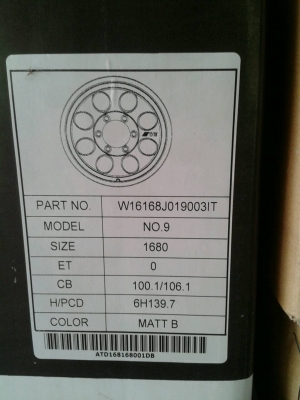 PART NO. W16168J019003IT
MODEL NO.9
SIZE 1680
ET 0
CB 100.1/106.1
H/PCD 6H139.7
COLOR MATT B
ATD168168001DB